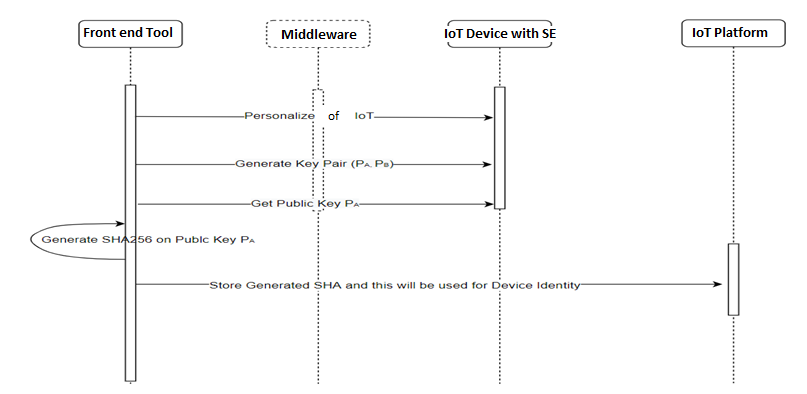 Front end Tool
Middleware
IoT Device with SE
IoT Platform
Personalize of IoT
Generate Key Pair (PA, PB)
Get Public Key PA
Generate SHA256 on Publc Key PA
Store Generated SHA and this will be used for Device Identity